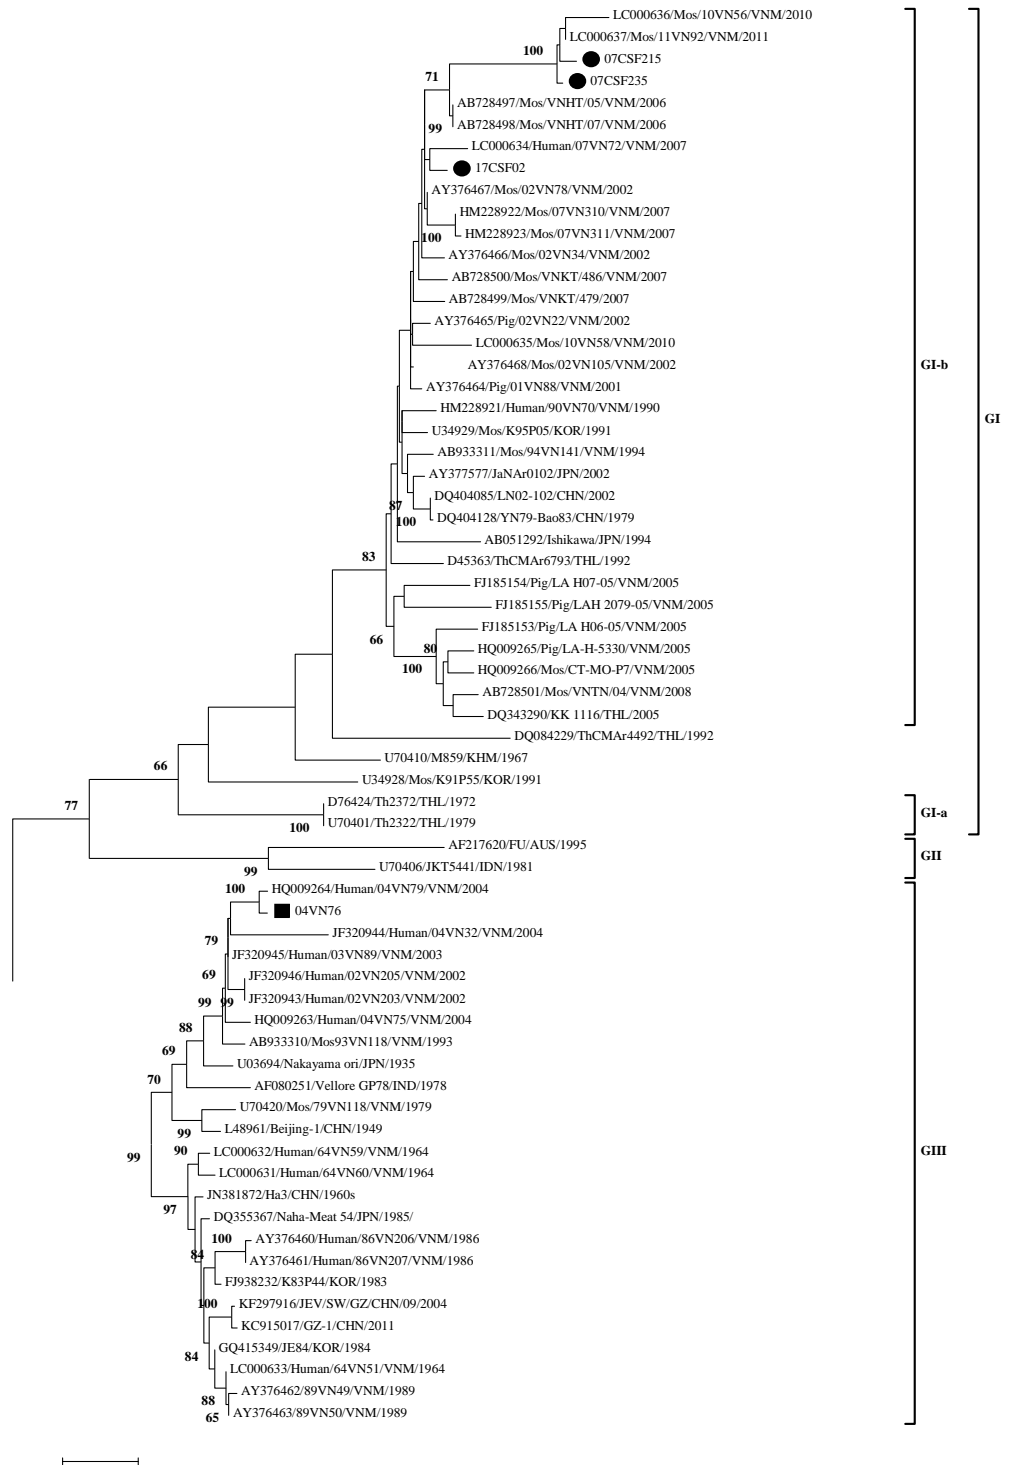 LC000636/Mos/10VN56/VNM/2010
LC000637/Mos/11VN92/VNM/2011
100
07CSF215
71
07CSF235
AB728497/Mos/VNHT/05/VNM/2006
AB728498/Mos/VNHT/07/VNM/2006
99
LC000634/Human/07VN72/VNM/2007
17CSF02
AY376467/Mos/02VN78/VNM/2002
HM228922/Mos/07VN310/VNM/2007
HM228923/Mos/07VN311/VNM/2007
100
AY376466/Mos/02VN34/VNM/2002
AB728500/Mos/VNKT/486/VNM/2007
AB728499/Mos/VNKT/479/2007
AY376465/Pig/02VN22/VNM/2002
LC000635/Mos/10VN58/VNM/2010
AY376468/Mos/02VN105/VNM/2002
GI-b
AY376464/Pig/01VN88/VNM/2001
HM228921/Human/90VN70/VNM/1990
GI
U34929/Mos/K95P05/KOR/1991
AB933311/Mos/94VN141/VNM/1994
AY377577/JaNAr0102/JPN/2002
DQ404085/LN02-102/CHN/2002
87
DQ404128/YN79-Bao83/CHN/1979
100
AB051292/Ishikawa/JPN/1994
83
D45363/ThCMAr6793/THL/1992
FJ185154/Pig/LA H07-05/VNM/2005
FJ185155/Pig/LAH 2079-05/VNM/2005
FJ185153/Pig/LA H06-05/VNM/2005
66
80
HQ009265/Pig/LA-H-5330/VNM/2005
100
HQ009266/Mos/CT-MO-P7/VNM/2005
AB728501/Mos/VNTN/04/VNM/2008
DQ343290/KK 1116/THL/2005
DQ084229/ThCMAr4492/THL/1992
U70410/M859/KHM/1967
66
U34928/Mos/K91P55/KOR/1991
D76424/Th2372/THL/1972
77
GI-a
U70401/Th2322/THL/1979
100
AF217620/FU/AUS/1995
GII
U70406/JKT5441/IDN/1981
99
100
HQ009264/Human/04VN79/VNM/2004
04VN76
JF320944/Human/04VN32/VNM/2004
79
JF320945/Human/03VN89/VNM/2003
69
JF320946/Human/02VN205/VNM/2002
99
99
JF320943/Human/02VN203/VNM/2002
HQ009263/Human/04VN75/VNM/2004
88
AB933310/Mos93VN118/VNM/1993
69
U03694/Nakayama ori/JPN/1935
70
AF080251/Vellore GP78/IND/1978
U70420/Mos/79VN118/VNM/1979
99
L48961/Beijing-1/CHN/1949
90
LC000632/Human/64VN59/VNM/1964
GIII
99
LC000631/Human/64VN60/VNM/1964
JN381872/Ha3/CHN/1960s
97
DQ355367/Naha-Meat 54/JPN/1985/
100
AY376460/Human/86VN206/VNM/1986
84
AY376461/Human/86VN207/VNM/1986
FJ938232/K83P44/KOR/1983
100
KF297916/JEV/SW/GZ/CHN/09/2004
KC915017/GZ-1/CHN/2011
GQ415349/JE84/KOR/1984
84
LC000633/Human/64VN51/VNM/1964
AY376462/89VN49/VNM/1989
88
AY376463/89VN50/VNM/1989
65